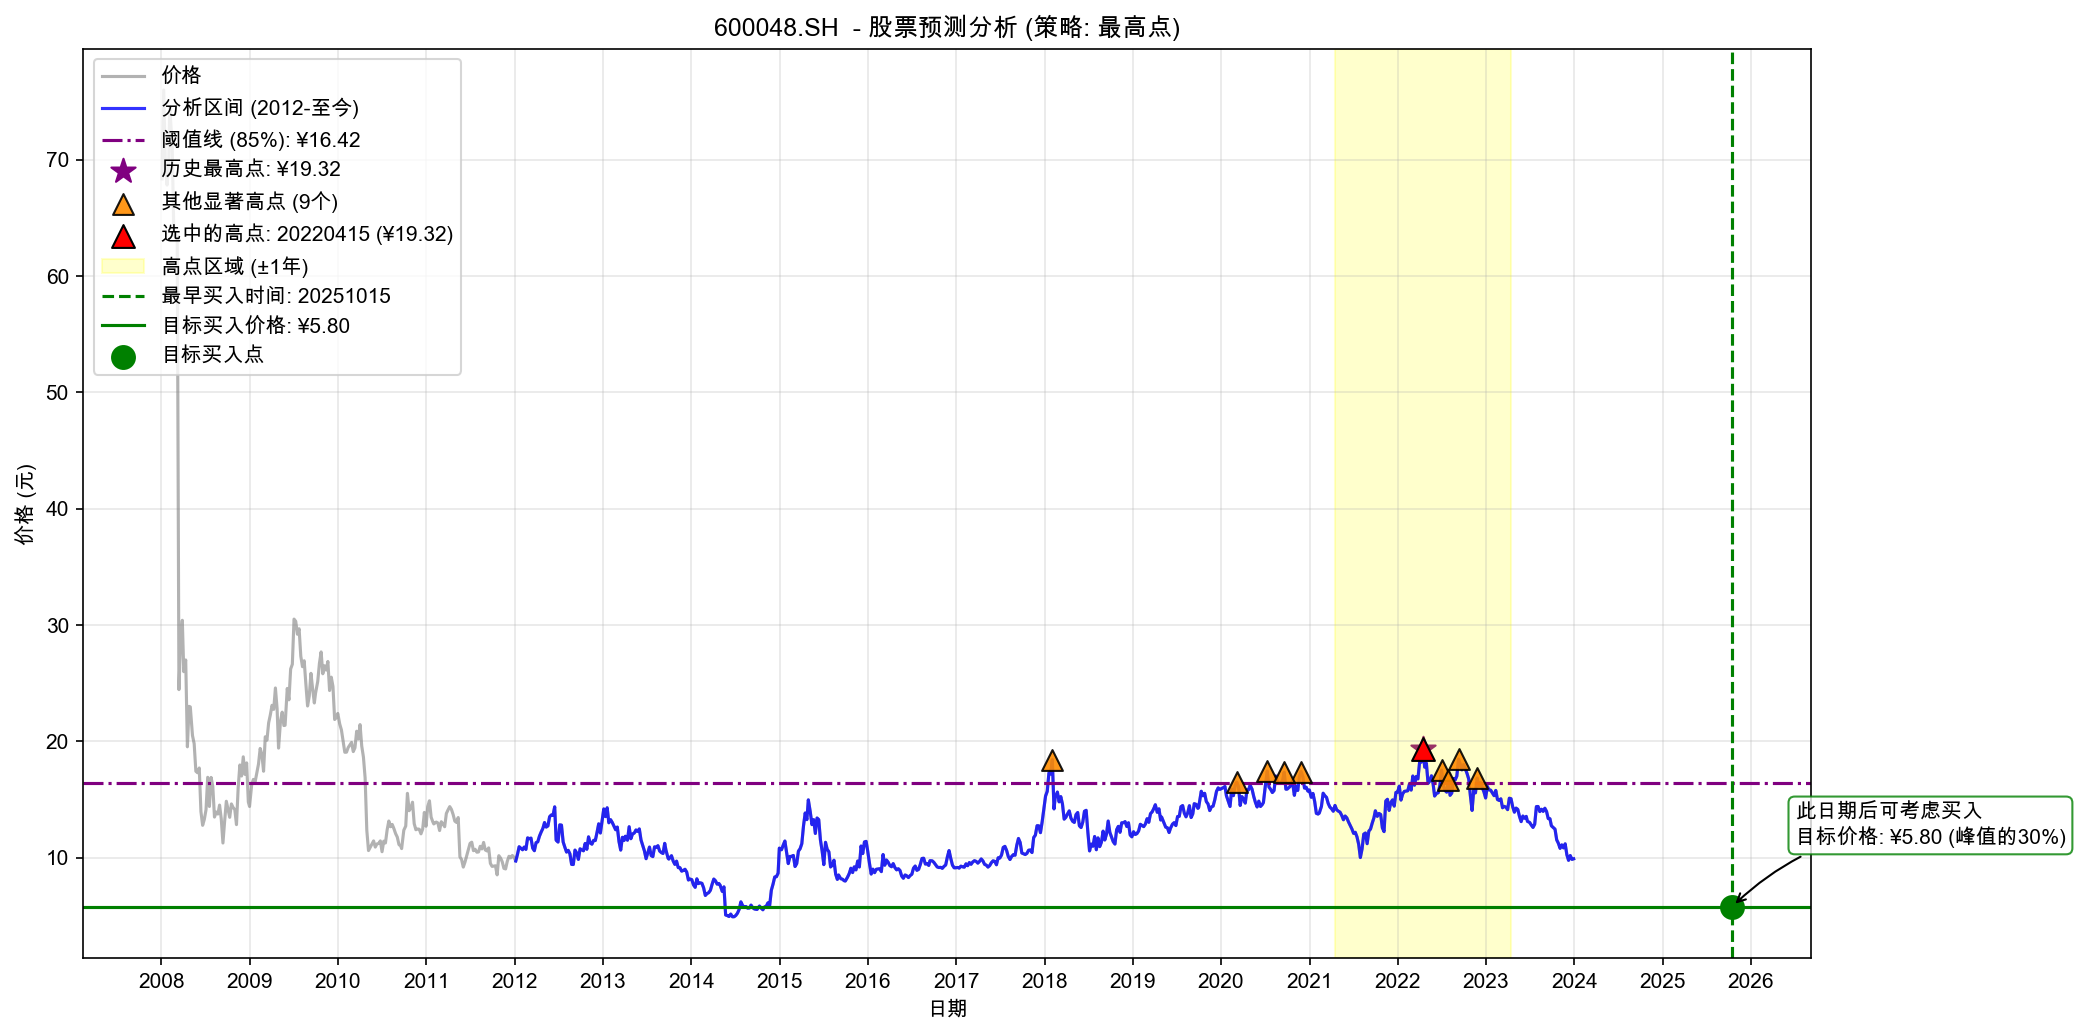 600048.SH - 股票预测分析 (策略: 最高点)
价格
分析区间 (2012-至今)
阈值线 (85%): ¥16.42
历史最高点: ¥19.32
其他显著高点 (9个)
选中的高点: 20220415 (¥19.32)
高点区域 (±1年)
最早买入时间: 20251015
目标买入价格: ¥5.80
目标买入点
价格 (元)
70
60
50
40
30
20
10
此日期后可考虑买入
目标价格: ¥5.80 (峰值的30%)
2008 2009 2010 2011 2012 2013 2014 2015 2016 2017 2018 2019 2020 2021 2022 2023 2024 2025 2026
日期